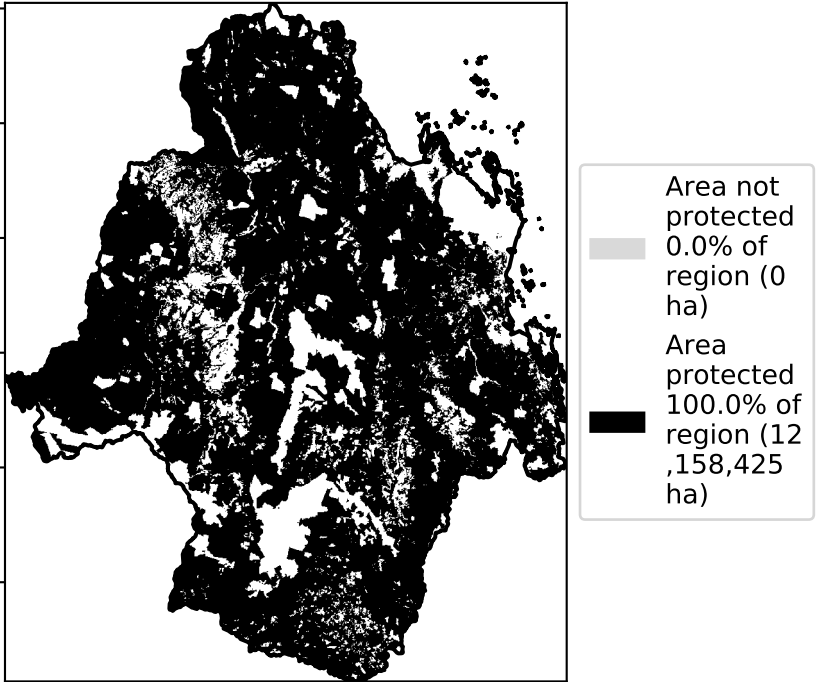 Area not
protected
0.0% of
region (0
ha)
Area
protected
100.0% of
region (12
,158,425
ha)